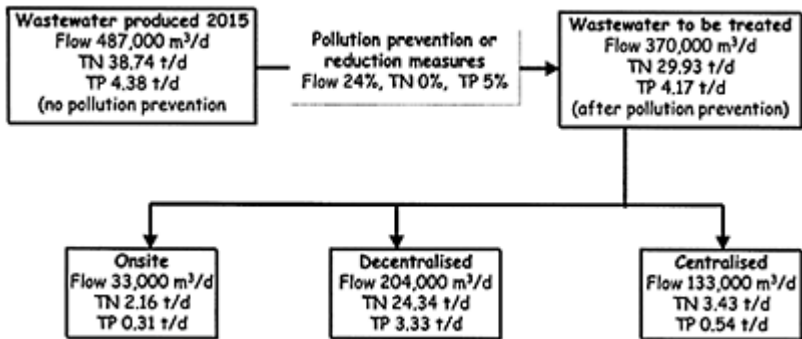 Wastewater produced 2015
Flow 487,000 m³/d
TN 38.74 t/d
TP 4.38 t/d
(no pollution prevention
Pollution prevention or
reduction measures
Flow 24%, TN 0%, TP 5%
Wastewater to be treated
Flow 370,000 m³/d
TN 29.93 t/d
TP 4.17 t/d
(after pollution prevention)
Onsite
Flow 33,000 m³/d
TN 2.16 t/d
TP 0.31 t/d
Decentralised
Flow 204,000 m³/d
TN 24.34 t/d
TP 3.33 t/d
Centralised
Flow 133,000 m³/d
TN 3.43 t/d
TP 0.54 t/d